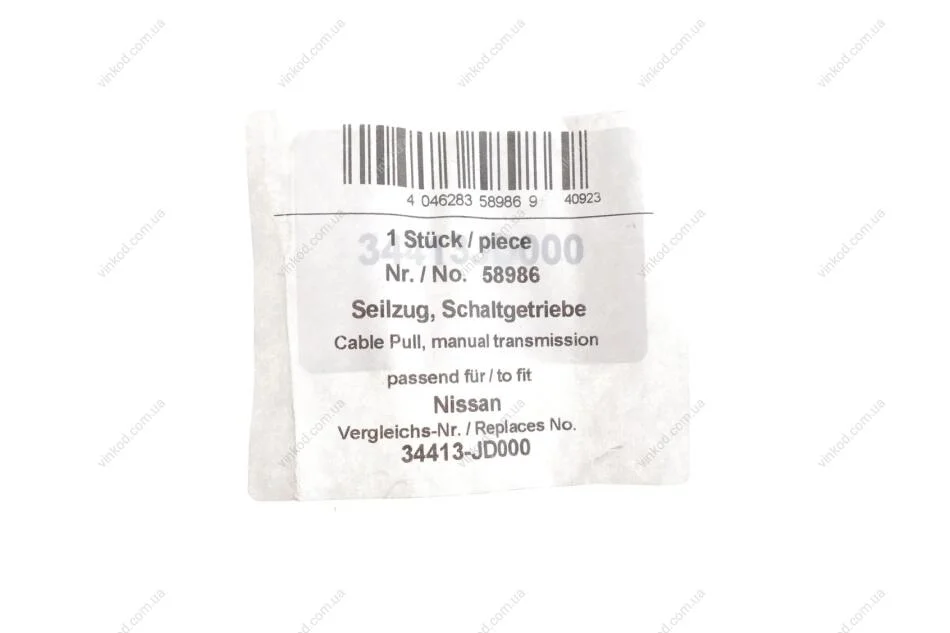 4 046283 58986 9 40923
1 Stück / piece
Nr. / No. 58986
Seilzug, Schaltgetriebe
Cable Pull, manual transmission
passend für / to fit
Nissan
Vergleichs-Nr. / Replaces No.
34413-JD000
vinkod.com.ua